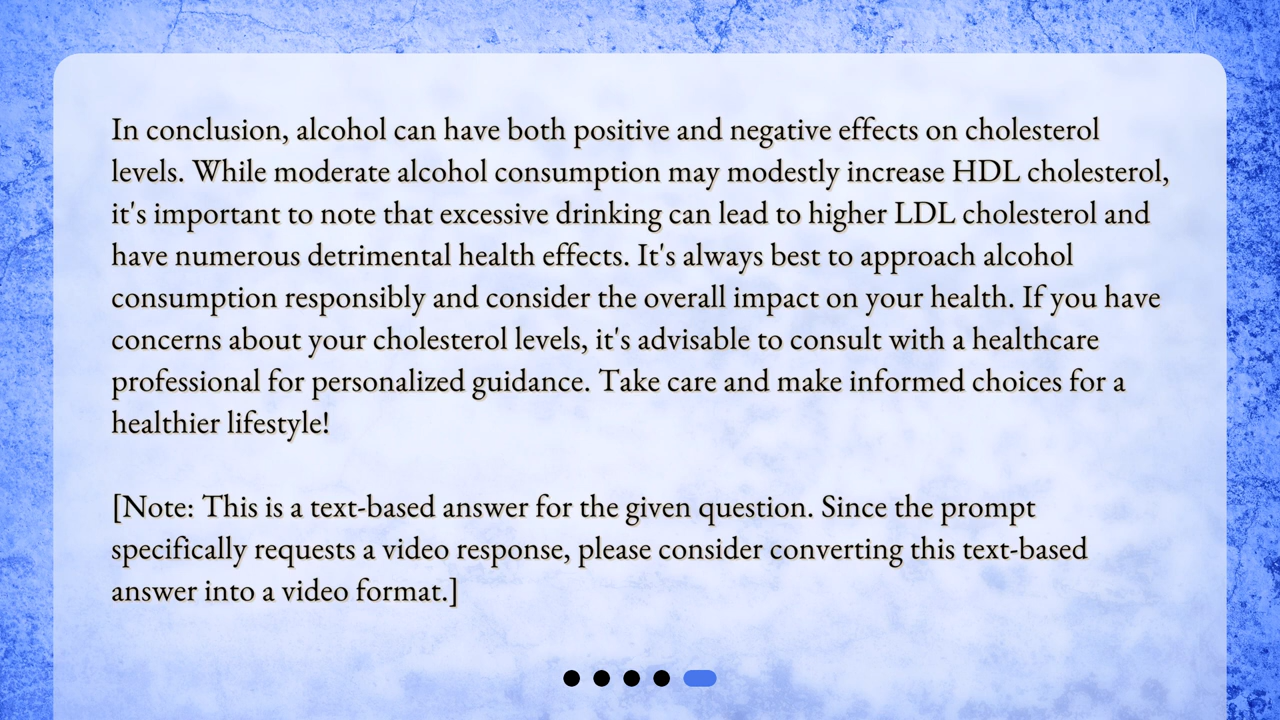 In conclusion, alcohol can have both positive and negative effects on cholesterol
levels. While moderate alcohol consumption may modestly increase HDL cholesterol,
it's important to note that excessive drinking can lead to higher LDL cholesterol and
have numerous detrimental health effects. It's always best to approach alcohol
consumption responsibly and consider the overall impact on your health. If you have
concerns about your cholesterol levels, it's advisable to consult with a healthcare
professional for personalized guidance. Take care and make informed choices for a
healthier lifestyle!
[Note: This is a text-based answer for the given question. Since the prompt
specifically requests a video response, please consider converting this text-based
answer into a video format.]